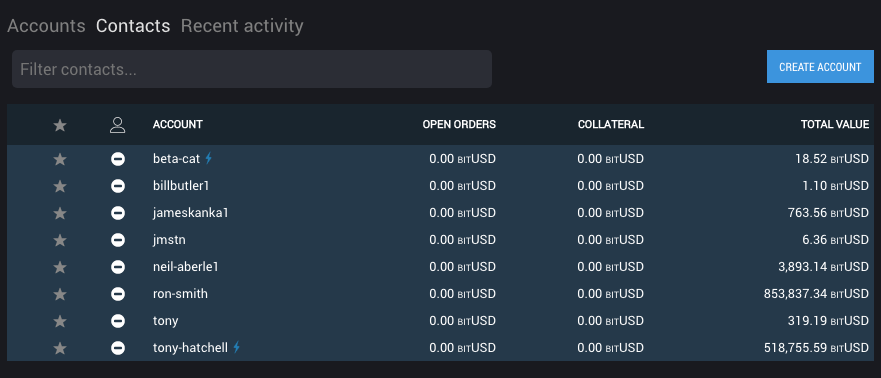 Accounts Contacts Recent activity
Filter contacts...
CREATE ACCOUNT
ACCOUNT OPEN ORDERS COLLATERAL TOTAL VALUE
beta-cat 0.00 BITUSD 0.00 BITUSD 18.52 BITUSD
billbutler1 0.00 BITUSD 0.00 BITUSD 1.10 BITUSD
jameskanka1 0.00 BITUSD 0.00 BITUSD 763.56 BITUSD
jmstn 0.00 BITUSD 0.00 BITUSD 6.36 BITUSD
neil-aberle1 0.00 BITUSD 0.00 BITUSD 3,893.14 BITUSD
ron-smith 0.00 BITUSD 0.00 BITUSD 853,837.34 BITUSD
tony 0.00 BITUSD 0.00 BITUSD 319.19 BITUSD
tony-hatchell 0.00 BITUSD 0.00 BITUSD 518,755.59 BITUSD